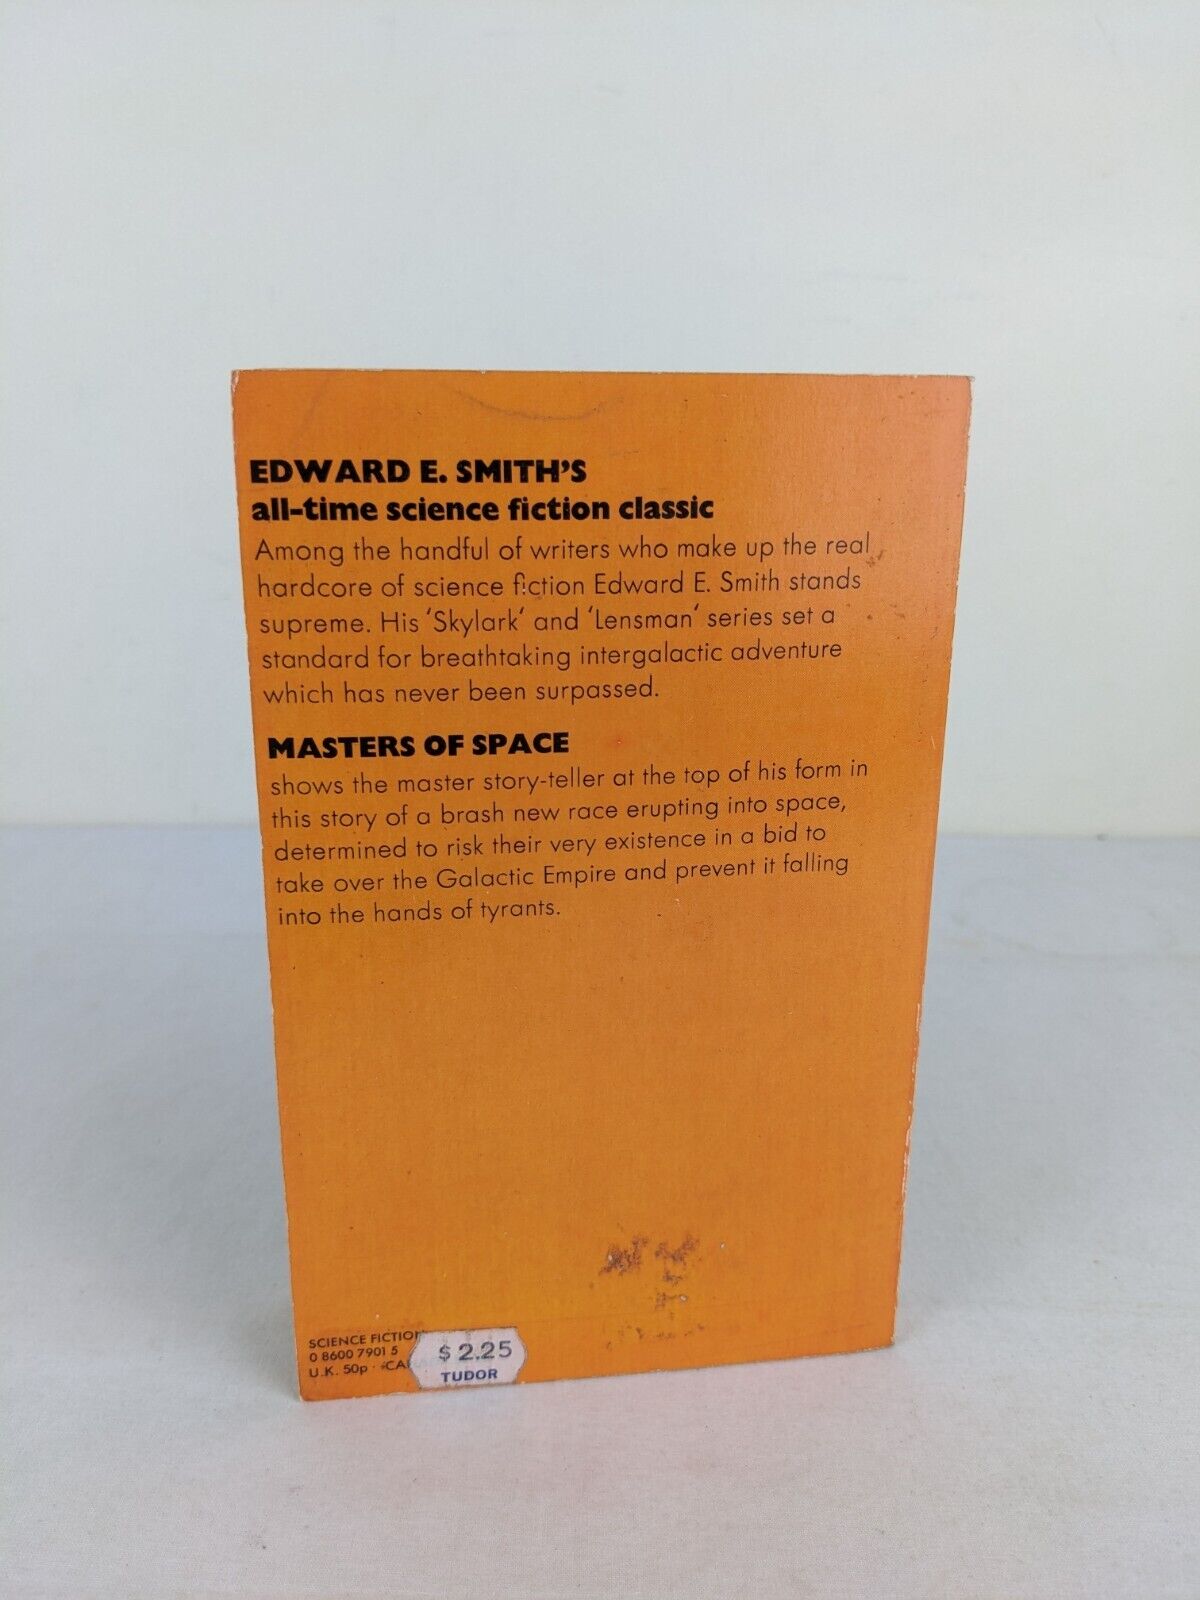 EDWARD E. SMITH'S
all-time science fiction classic
Among the handful of writers who make up the real
hardcore of science fiction Edward E. Smith stands
supreme. His 'Skylark' and 'Lensman' series set a
standard for breathtaking intergalactic adventure
which has never been surpassed.
MASTERS OF SPACE
shows the master story-teller at the top of his form in
this story of a brash new race erupting into space,
determined to risk their very existence in a bid to
take over the Galactic Empire and prevent it falling
into the hands of tyrants.
SCIENCE FICTION
0 8600 7901 5
U.K. 50p
$ 2.25
TUDOR